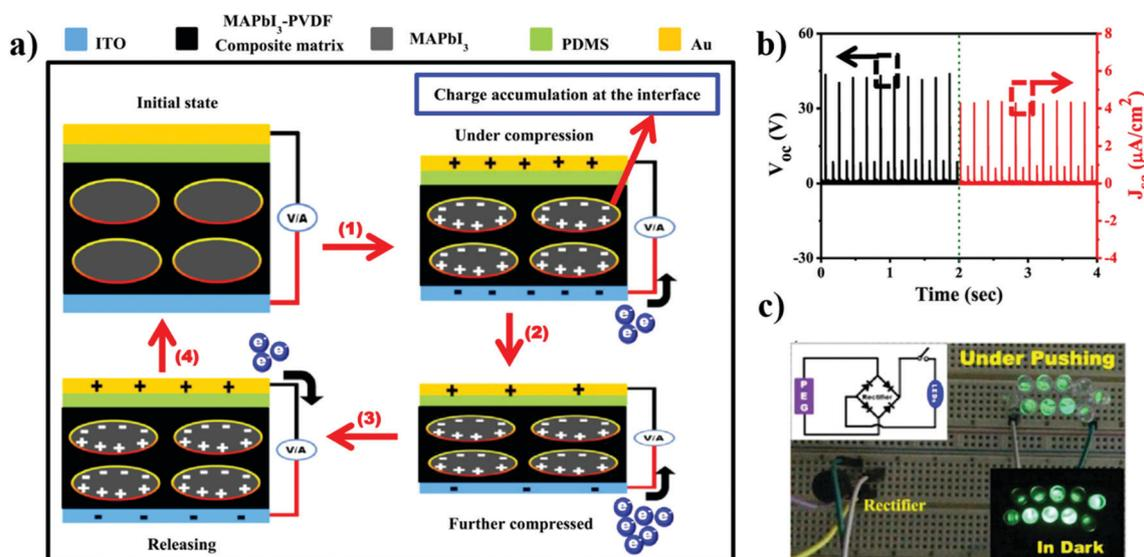 a)
ITO
MAPbI₃-PVDF
Composite matrix
MAPbI₃
PDMS
Au
Initial state
Charge accumulation at the interface
Under compression
+ + + + +
V/A
(1)
V/A
- - - - -
e⁻ e⁻ e⁻ e⁻
(4)
(2)
e⁻ e⁻ e⁻
+ + + +
+ + +
V/A
(3)
V/A
- - - -
- - -
e⁻ e⁻ e⁻ e⁻ e⁻ e⁻
Releasing
Further compressed
b)
60
30
0
-30
V_oc (V)
8
6
4
2
0
-2
-4
(µA/cm²)
0 1 2 3 4
Time (sec)
c)
PEG
Rectifier
LEDs
Under Pushing
Rectifier
In Dark